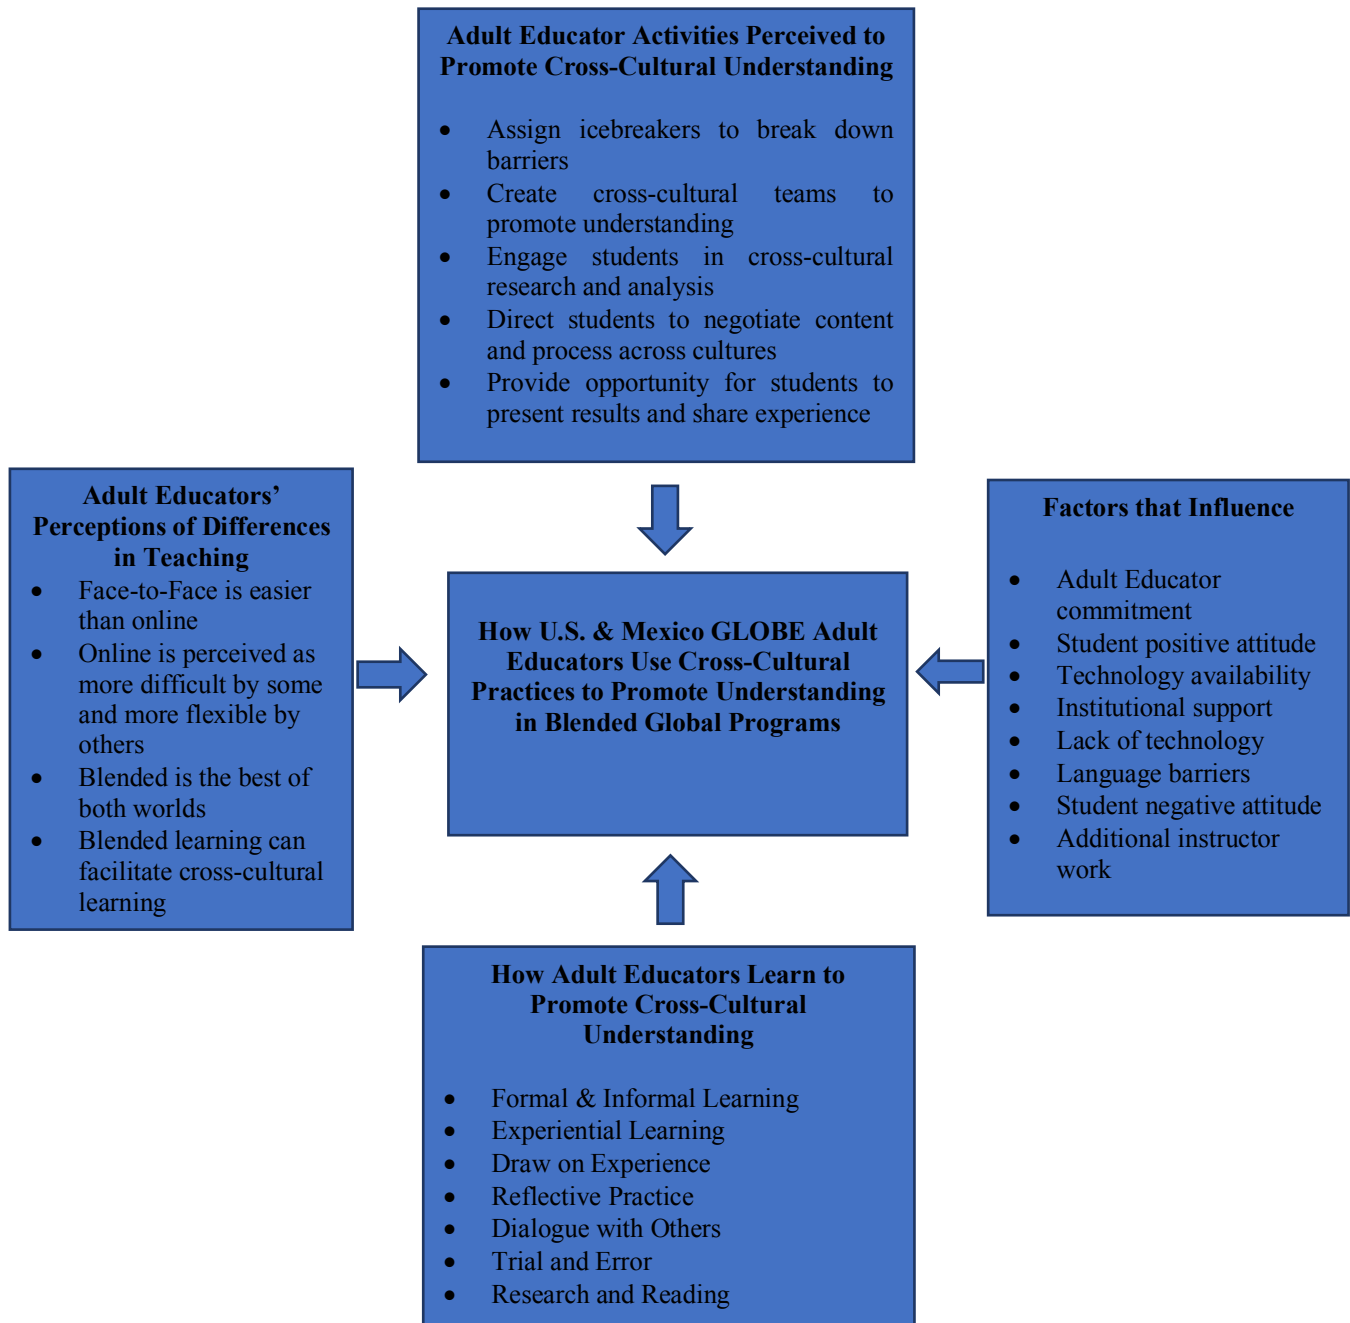 Adult Educator Activities Perceived to
Promote Cross-Cultural Understanding
• Assign icebreakers to break down
barriers
• Create cross-cultural teams to
promote understanding
• Engage students in cross-cultural
research and analysis
• Direct students to negotiate content
and process across cultures
• Provide opportunity for students to
present results and share experience
Adult Educators’
Perceptions of Differences
in Teaching
• Face-to-Face is easier
than online
• Online is perceived as
more difficult by some
and more flexible by
others
• Blended is the best of
both worlds
• Blended learning can
facilitate cross-cultural
learning
How U.S. & Mexico GLOBE Adult
Educators Use Cross-Cultural
Practices to Promote Understanding
in Blended Global Programs
Factors that Influence
• Adult Educator
commitment
• Student positive attitude
• Technology availability
• Institutional support
• Lack of technology
• Language barriers
• Student negative attitude
• Additional instructor
work
How Adult Educators Learn to
Promote Cross-Cultural
Understanding
• Formal & Informal Learning
• Experiential Learning
• Draw on Experience
• Reflective Practice
• Dialogue with Others
• Trial and Error
• Research and Reading